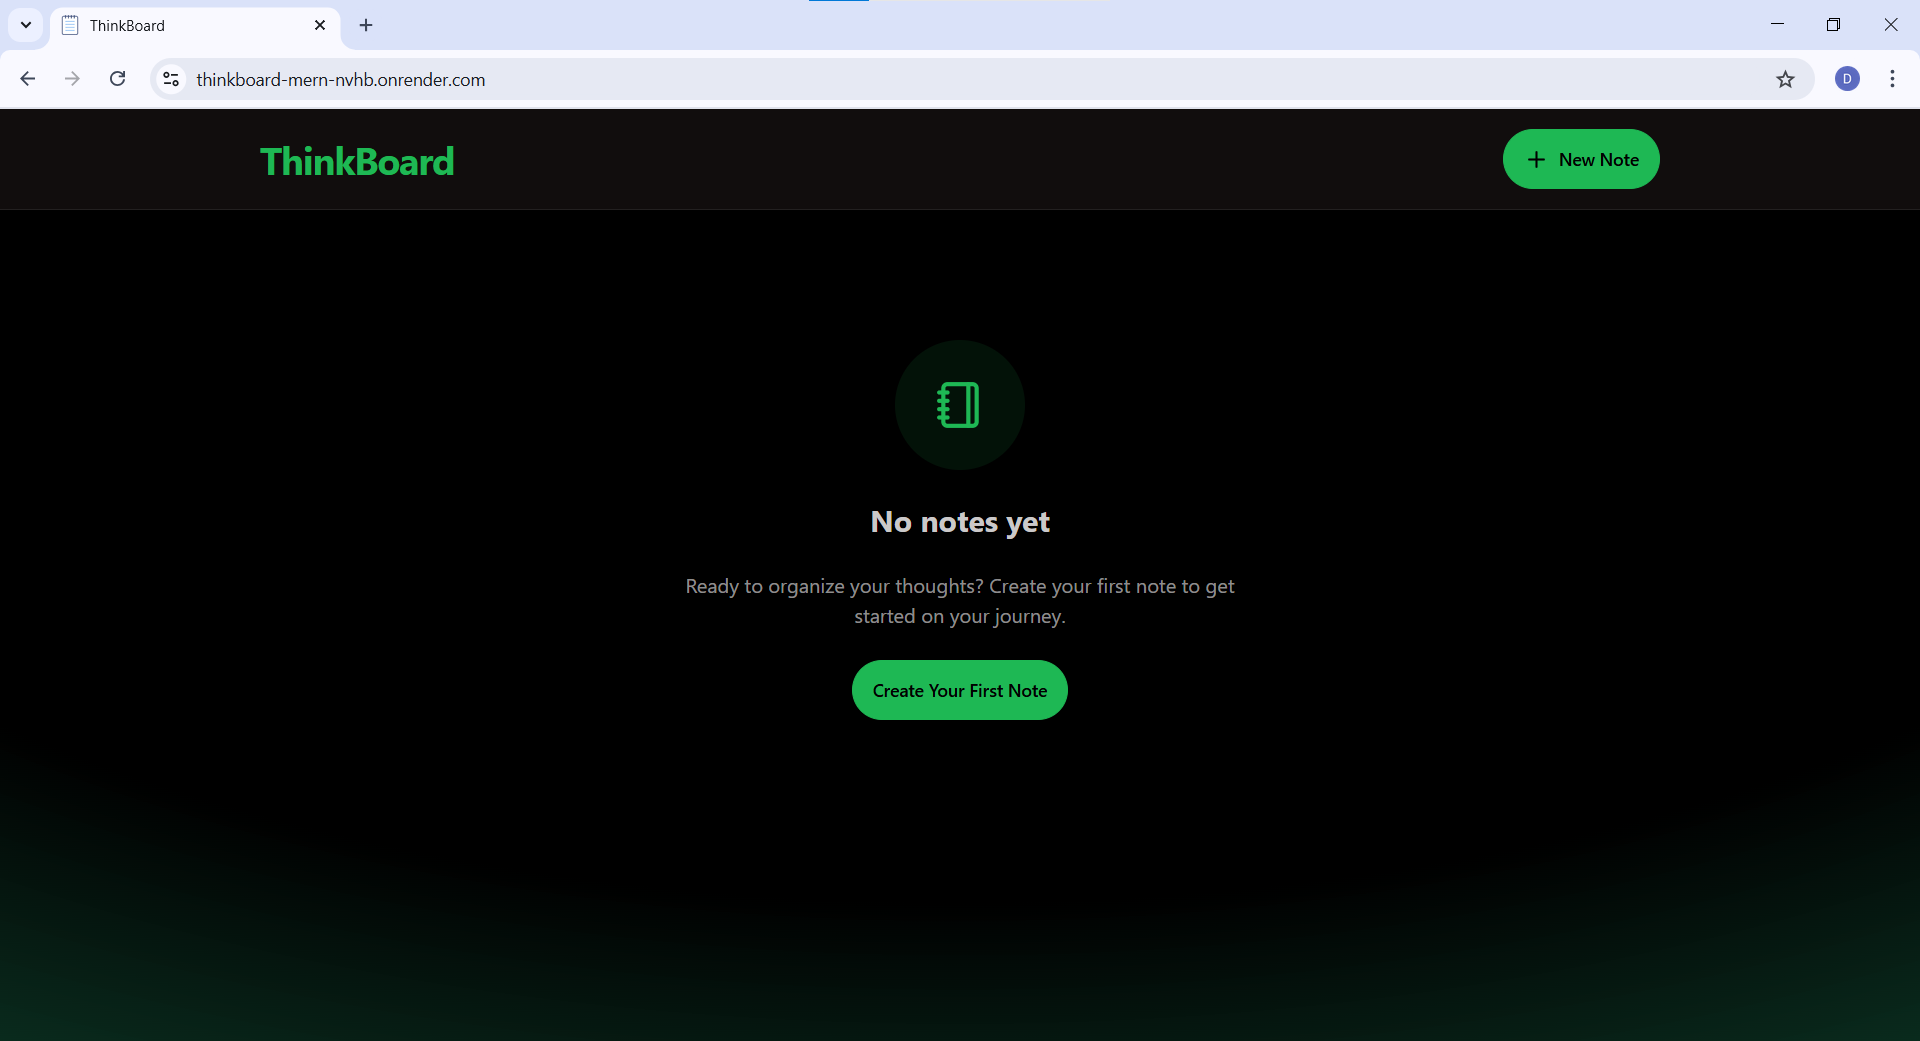 ThinkBoard
thinkboard-mern-nvhb.onrender.com
D
ThinkBoard
New Note
No notes yet
Ready to organize your thoughts? Create your first note to get
started on your journey.
Create Your First Note